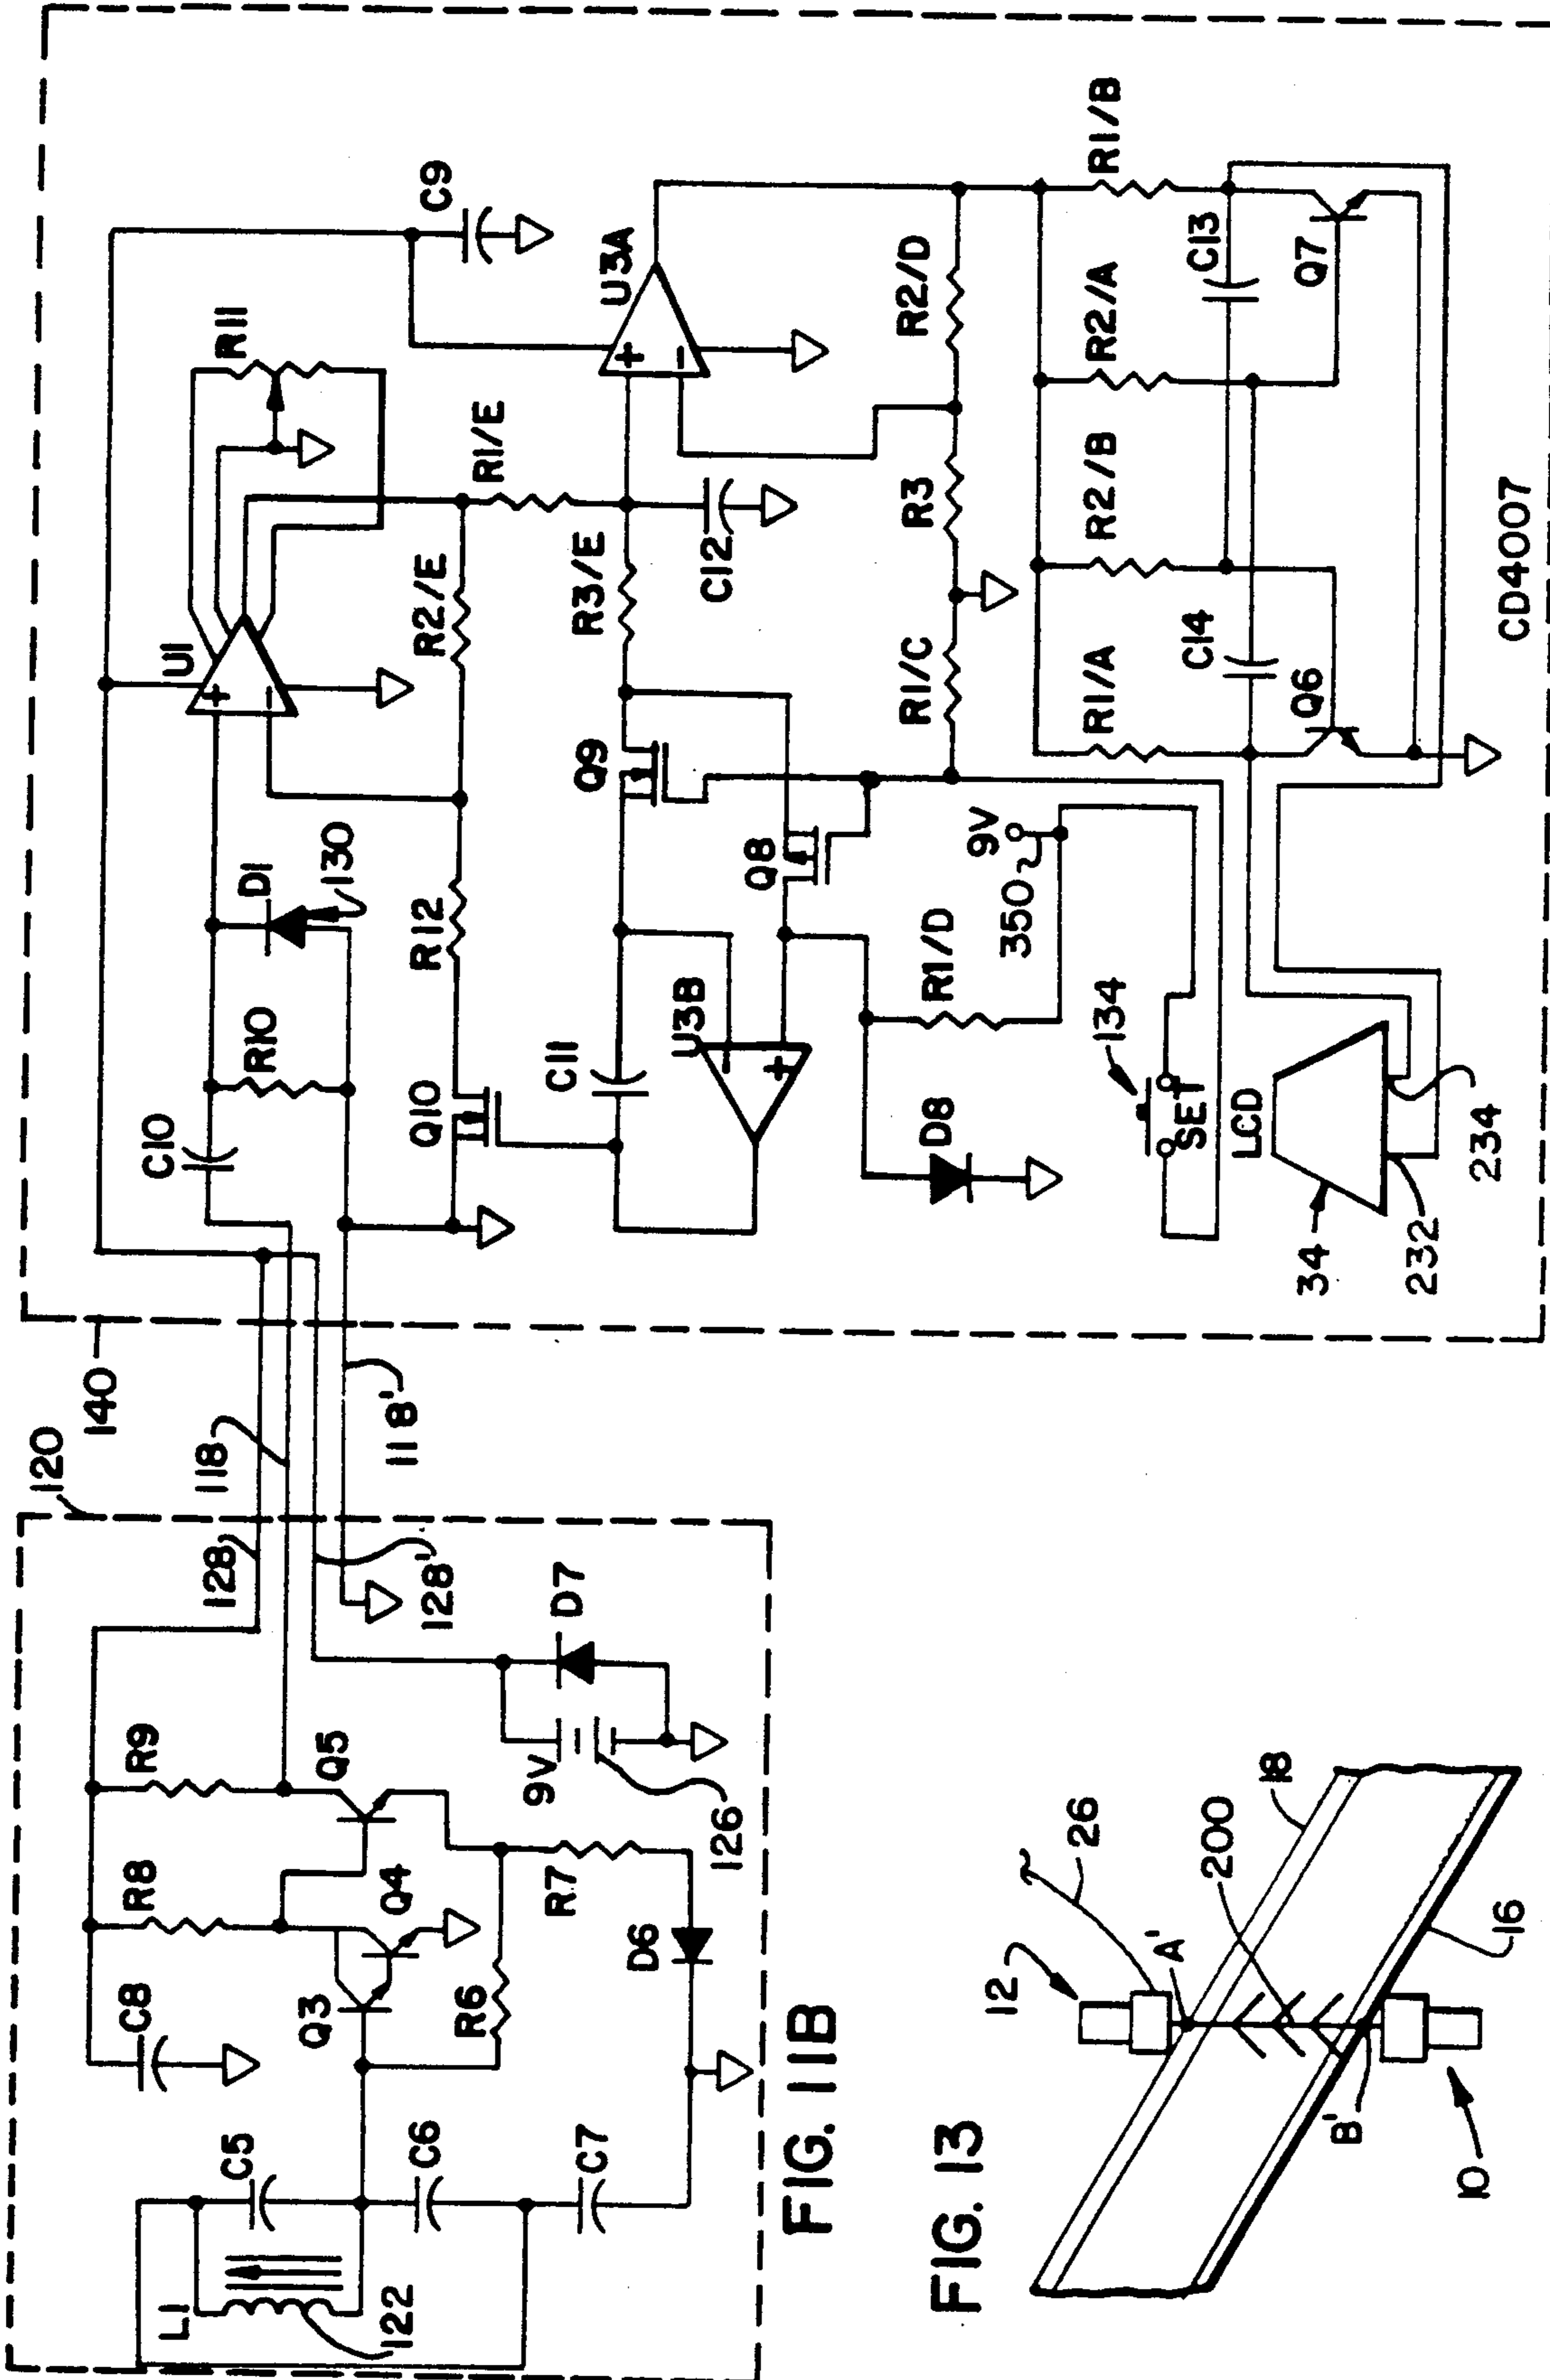 120
L1
122
C5
C6
C7
C8
Q3
R8
Q4
R6
R9
Q5
R7
D6
9V
126
D7
128
128'
118
118'
140
C10
R10
D1
130
U1
+
−
R11
C9
Q10
R12
R2/E
R1/E
C11
U3B
−
+
Q9
R3/E
C12
U3A
+
−
Q8
D8
R1/D
350
9V
R1/C
R3
R2/D
134
SET
LCD
34
232
234
R1/A
R2/B
R2/A
R1/B
C14
C13
Q6
Q7
CD4007
FIG. 11B
FIG. 13
12
26
A'
200
18
B'
10
16